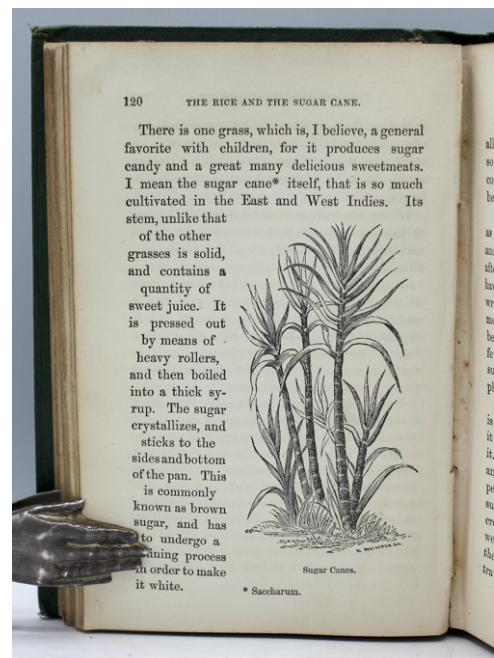 120 THE RICE AND THE SUGAR CANE.
There is one grass, which is, I believe, a general
favorite with children, for it produces sugar
candy and a great many delicious sweetmeats.
I mean the sugar cane* itself, that is so much
cultivated in the East and West Indies. Its
stem, unlike that
of the other
grasses is solid,
and contains a
quantity of
sweet juice. It
is pressed out
by means of
heavy rollers,
and then boiled
into a thick sy-
rup. The sugar
crystallizes, and
sticks to the
sides and bottom
of the pan. This
is commonly
known as brown
sugar, and has
to undergo a
fining process
in order to make
it white.
Sugar Canes.
* Saccharum.